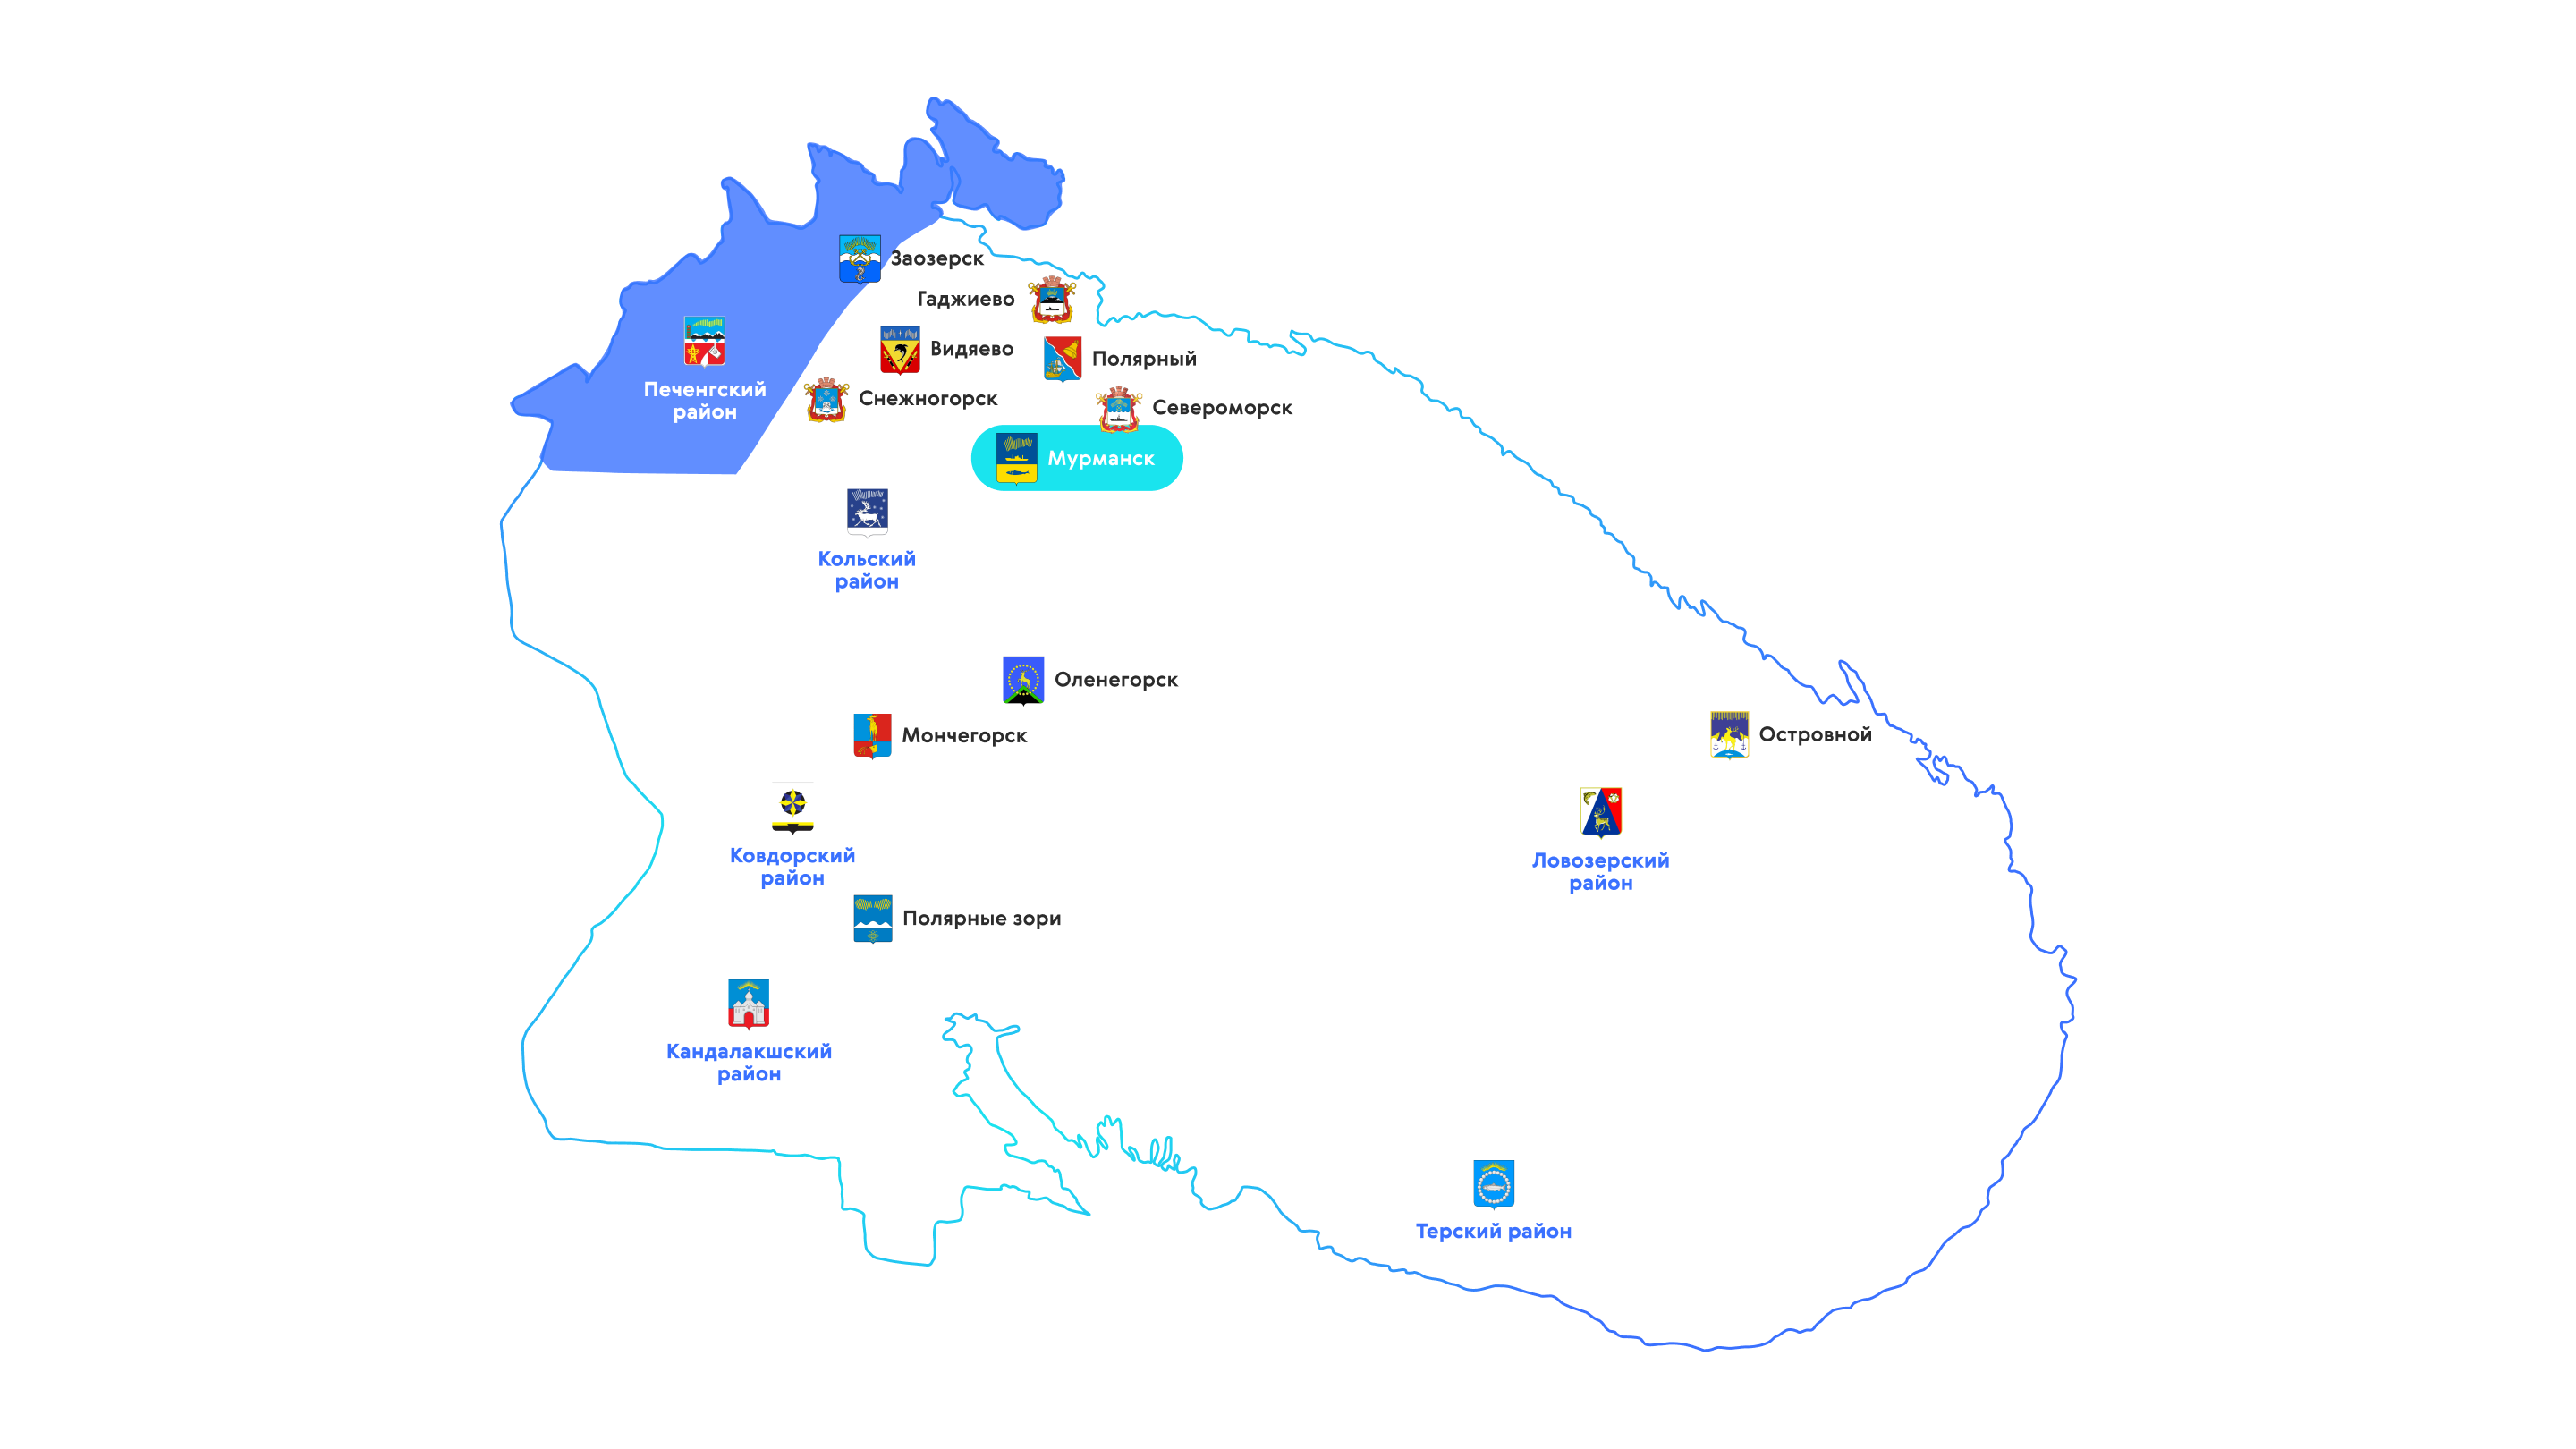 Заозерск
Гаджиево
Видяево
Полярный
Печенгский
район
Снежногорск
Североморск
Мурманск
Кольский
район
Оленегорск
Мончегорск
Островной
Ковдорский
район
Ловозерский
район
Полярные зори
Кандалакшский
район
Терский район